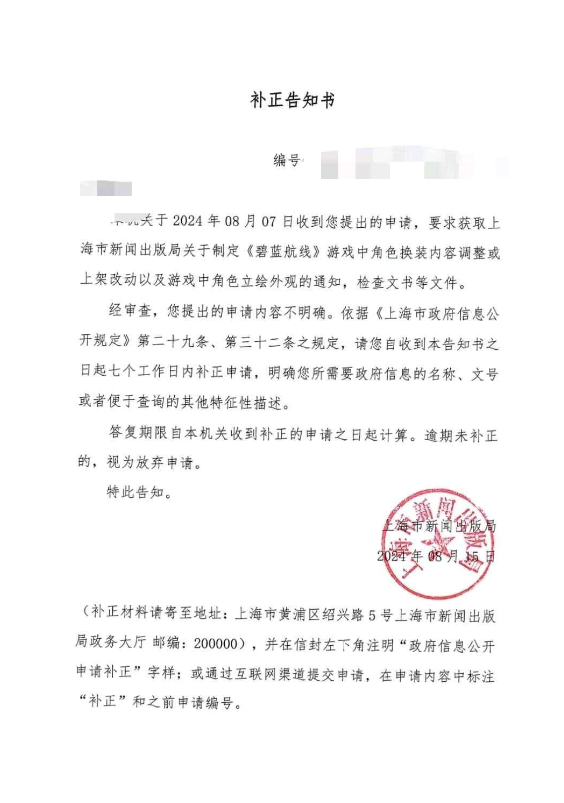 补正告知书
编号
本机关于 2024 年 08 月 07 日收到您提出的申请，要求获取上
海市新闻出版局关于制定《碧蓝航线》游戏中角色换装内容调整或
上架改动以及游戏中角色立绘外观的通知，检查文书等文件。
经审查，您提出的申请内容不明确。依据《上海市政府信息公
开规定》第二十九条、第三十二条之规定，请您自收到本告知书之
日起七个工作日内补正申请，明确您所需要政府信息的名称、文号
或者便于查询的其他特征性描述。
答复期限自本机关收到补正的申请之日起计算。逾期未补正
的，视为放弃申请。
特此告知。
上海市新闻出版局
上海市新闻出版局
2024 年 08 月 15 日
（补正材料请寄至地址：上海市黄浦区绍兴路 5 号上海市新闻出版
局政务大厅 邮编：200000），并在信封左下角注明“政府信息公开
申请补正”字样；或通过互联网渠道提交申请，在申请内容中标注
“补正”和之前申请编号。